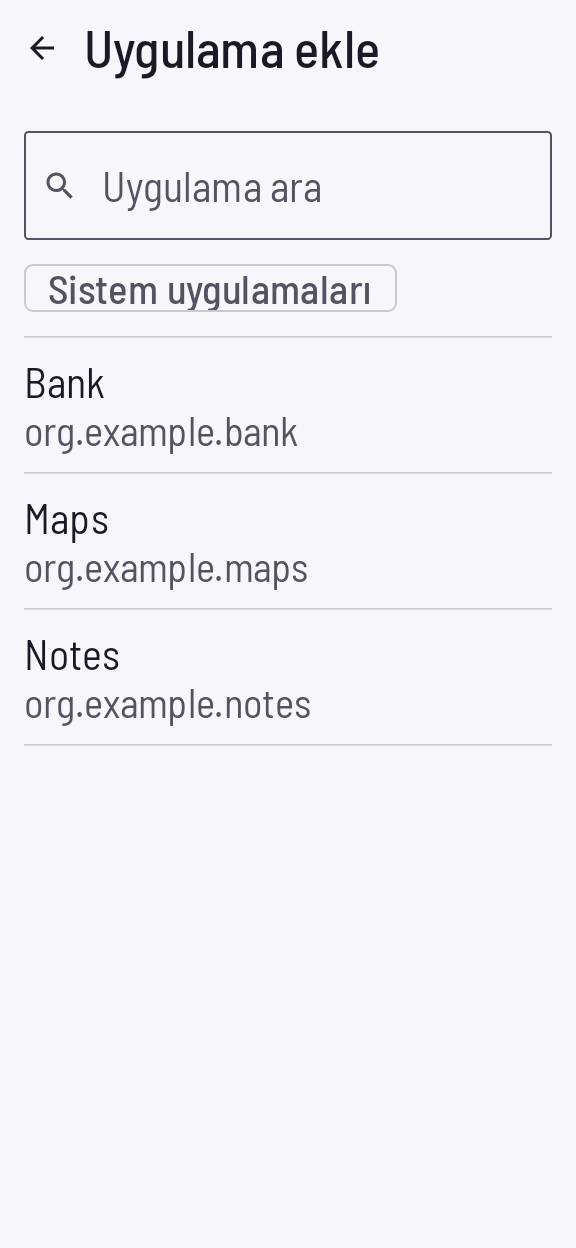 Uygulama ekle
Uygulama ara
Sistem uygulamaları
Bank
org.example.bank
Maps
org.example.maps
Notes
org.example.notes